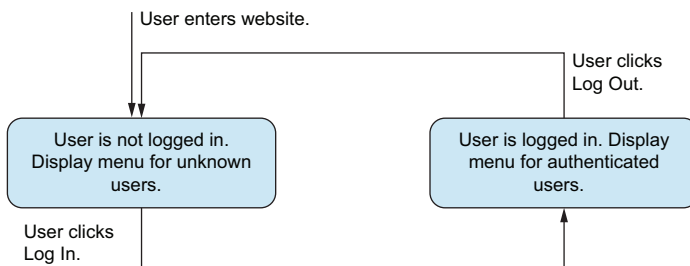 User enters website.
User clicks
Log Out.
User is not logged in.
Display menu for unknown
users.
User is logged in. Display
menu for authenticated
users.
User clicks
Log In.